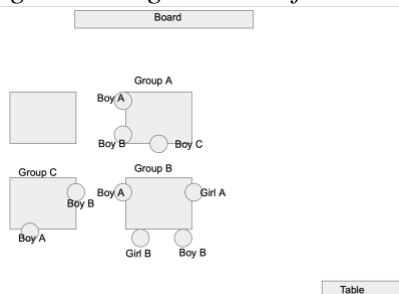 Board
Group A
Boy A
Boy B
Boy C
Group C
Group B
Boy B
Boy A
Boy A
Girl A
Girl B
Boy B
Table